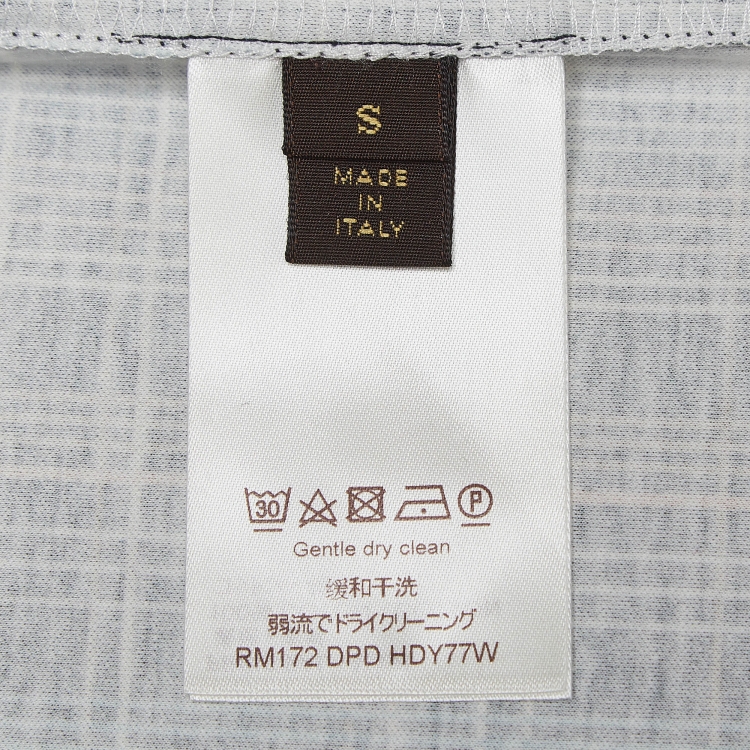 S
MADE
IN
ITALY
30 P
Gentle dry clean
缓和干洗
弱流でドライクリーニング
RM172 DPD HDY77W